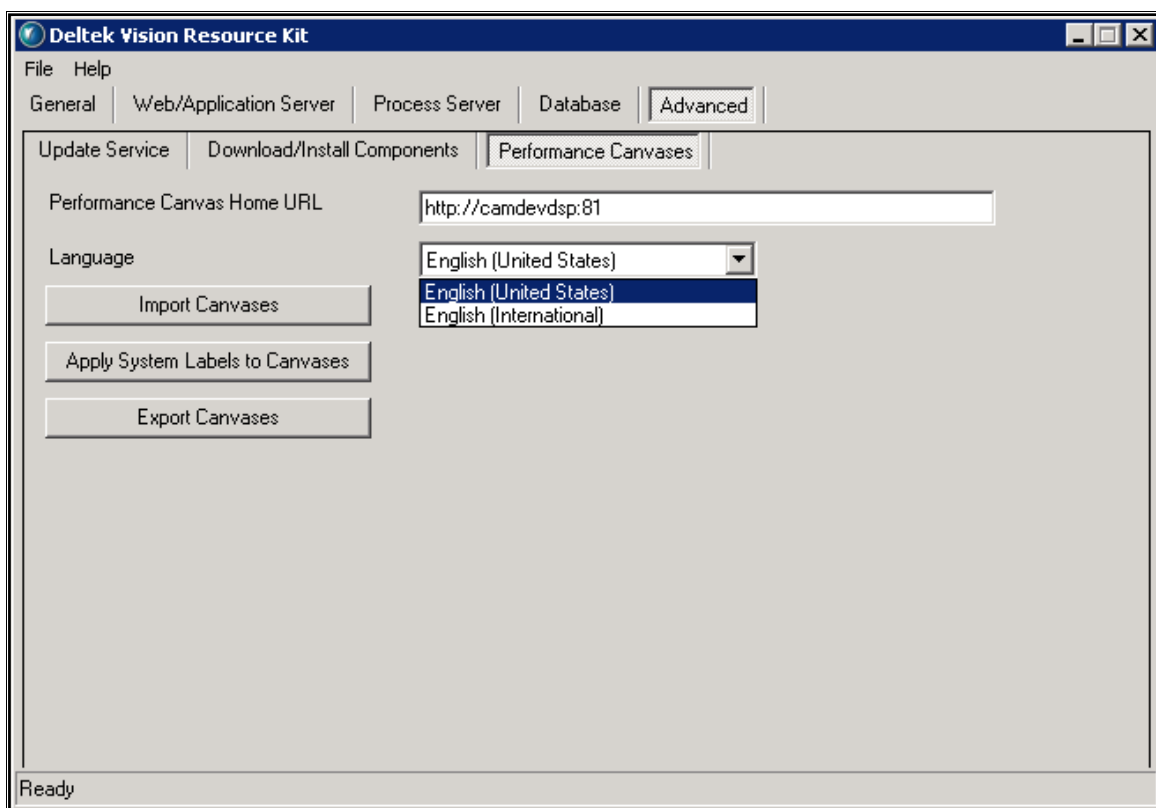 Deltek Vision Resource Kit
File Help
General Web/Application Server Process Server Database Advanced
Update Service Download/Install Components Performance Canvases
Performance Canvas Home URL http://camdevdsp:81
Language English (United States)
English (United States)
Import Canvases
English (International)
Apply System Labels to Canvases
Export Canvases
Ready